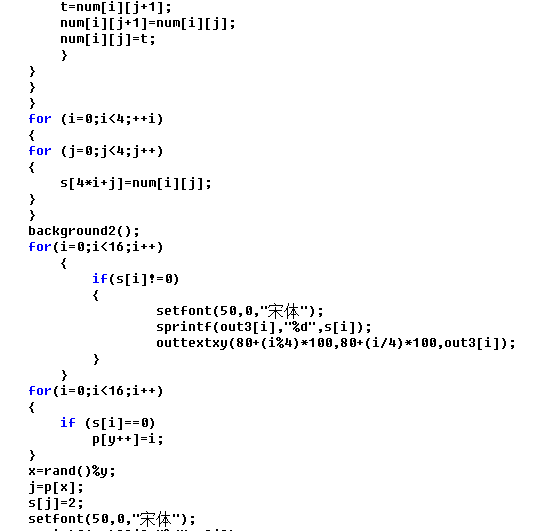 t=num[i][j+1];
num[i][j+1]=num[i][j];
num[i][j]=t;
}
}
}
}
for (i=0;i<4;++i)
{
for (j=0;j<4;j++)
{
s[4*i+j]=num[i][j];
}
}
background2();
for(i=0;i<16;i++)
{
if(s[i]!=0)
{
setfont(50,0,"宋体");
sprintf(out3[i],"%d",s[i]);
outtextxy(80+(i%4)*100,80+(i/4)*100,out3[i]);
}
}
for(i=0;i<16;i++)
{
if (s[i]==0)
p[y++]=i;
}
x=rand()%y;
j=p[x];
s[j]=2;
setfont(50,0,"宋体");